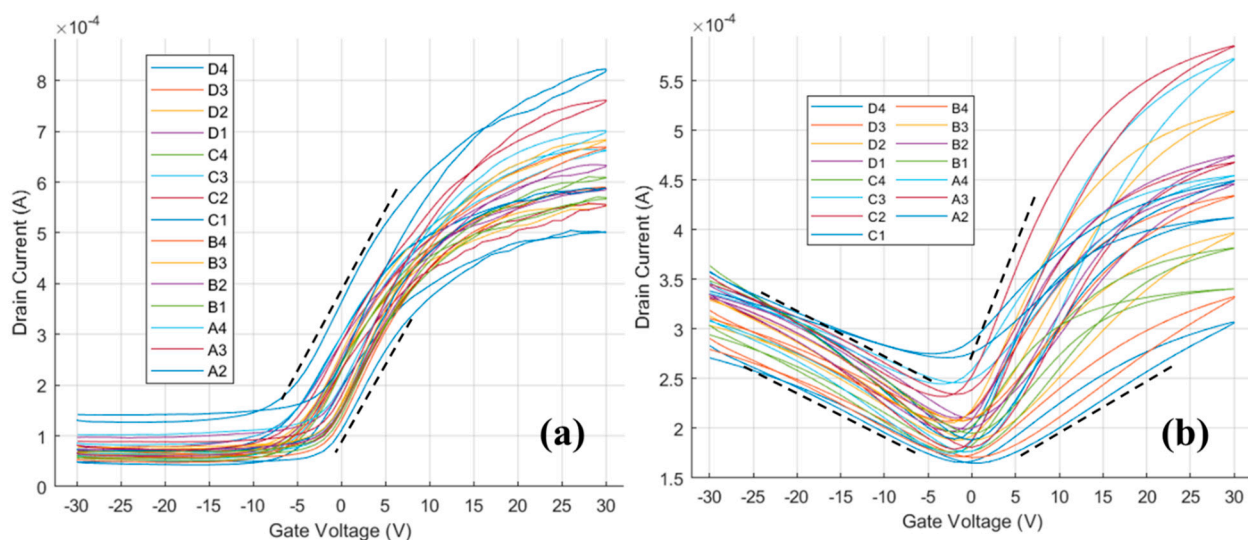 ×10⁻⁴
8
7
6
5
4
3
2
1
0
Drain Current (A)
D4
D3
D2
D1
C4
C3
C2
C1
B4
B3
B2
B1
A4
A3
A2
(a)
-30 -25 -20 -15 -10 -5 0 5 10 15 20 25 30
Gate Voltage (V)
×10⁻⁴
5.5
5
4.5
4
3.5
3
2.5
2
1.5
Drain Current (A)
D4 B4
D3 B3
D2 B2
D1 B1
C4 A4
C3 A3
C2 A2
C1
(b)
-30 -25 -20 -15 -10 -5 0 5 10 15 20 25 30
Gate Voltage (V)